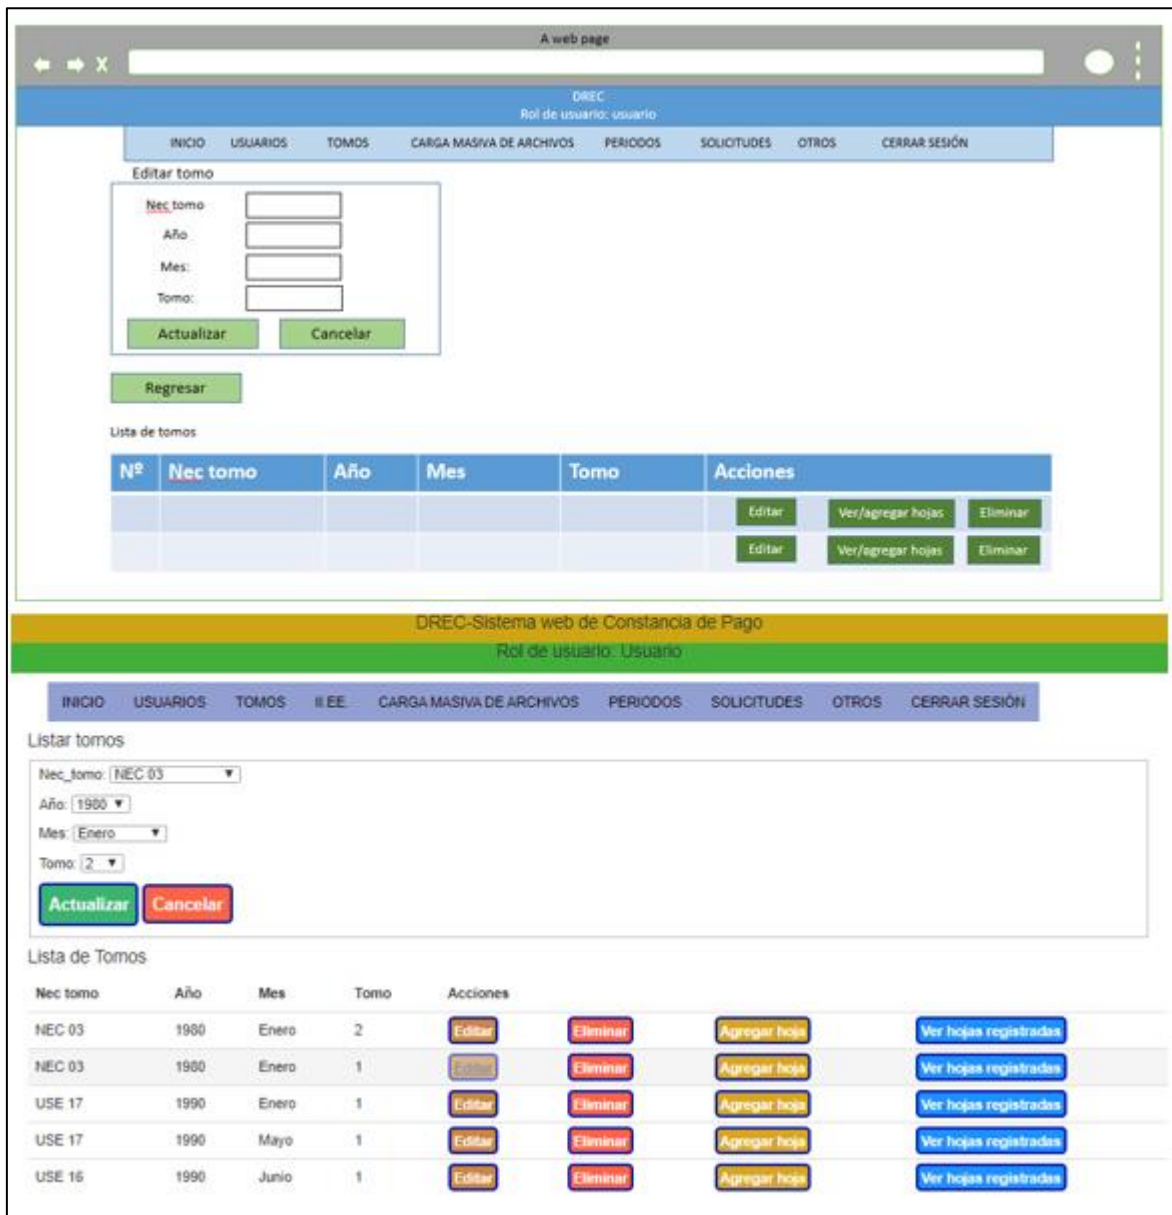 A web page
X
DREC
Rol de usuario: usuario
INICIO USUARIOS TOMOS CARGA MASIVA DE ARCHIVOS PERIODOS SOLICITUDES OTROS CERRAR SESIÓN
Editar tomo
Nec tomo
Año
Mes:
Tomo:
Actualizar Cancelar
Regresar
Lista de tomos
Nº Nec tomo Año Mes Tomo Acciones
Editar Ver/agregar hojas Eliminar
Editar Ver/agregar hojas Eliminar
DREC-Sistema web de Constancia de Pago
Rol de usuario: Usuario
INICIO USUARIOS TOMOS II.EE. CARGA MASIVA DE ARCHIVOS PERIODOS SOLICITUDES OTROS CERRAR SESIÓN
Listar tomos
Nec_tomo: NEC 03
Año: 1980
Mes: Enero
Tomo: 2
Actualizar Cancelar
Lista de Tomos
Nec tomo Año Mes Tomo Acciones
NEC 03 1980 Enero 2 Editar Eliminar Agregar hoja Ver hojas registradas
NEC 03 1980 Enero 1 Editar Eliminar Agregar hoja Ver hojas registradas
USE 17 1990 Enero 1 Editar Eliminar Agregar hoja Ver hojas registradas
USE 17 1990 Mayo 1 Editar Eliminar Agregar hoja Ver hojas registradas
USE 16 1990 Junio 1 Editar Eliminar Agregar hoja Ver hojas registradas